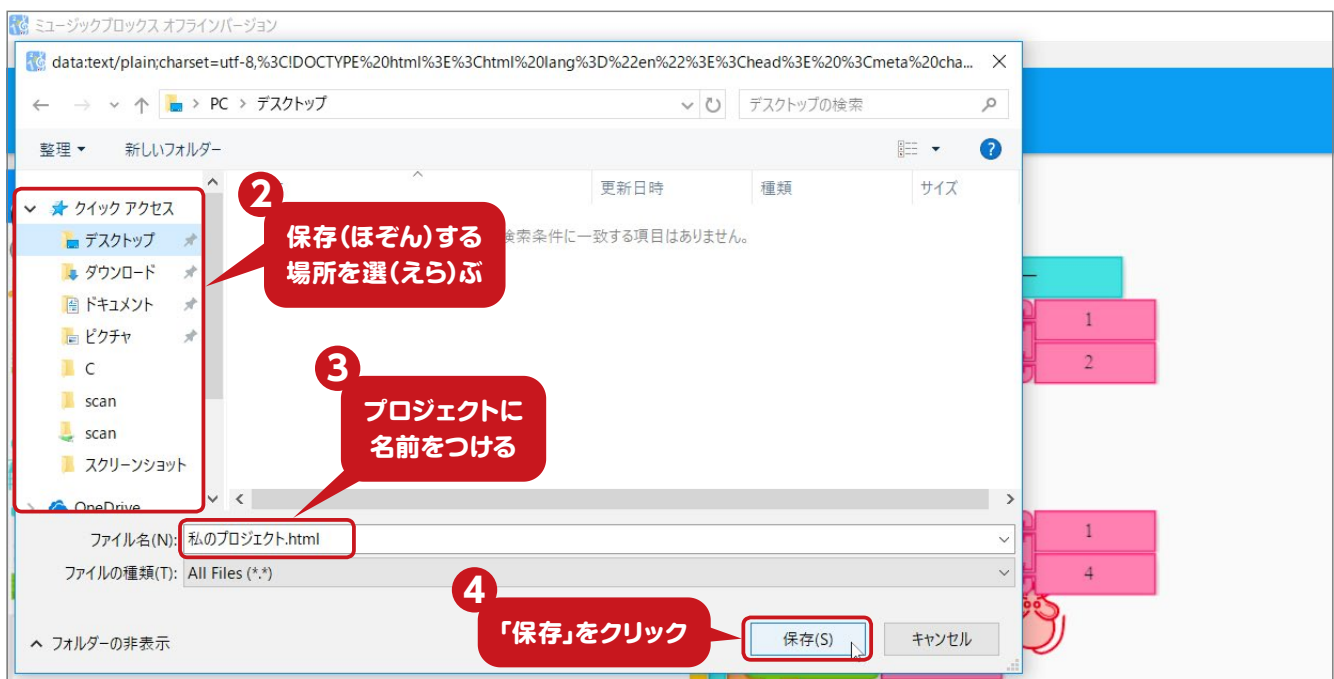 ミュージックブロックス オフラインバージョン
data:text/plain;charset=utf-8,%3C!DOCTYPE%20html%3E%3Chtml%20lang%3D%22en%22%3E%3Chead%3E%20%3Cmeta%20cha...
PC > デスクトップ
デスクトップの検索
整理
新しいフォルダー
更新日時
種類
サイズ
クイック アクセス
デスクトップ
ダウンロード
ドキュメント
ピクチャ
C
scan
scan
スクリーンショット
OneDrive
2
保存(ほぞん)する
場所を選(えら)ぶ
検索条件に一致する項目はありません。
3
プロジェクトに
名前をつける
ファイル名(N): 私のプロジェクト.html
ファイルの種類(T): All Files (*.*)
4
「保存」をクリック
フォルダーの非表示
保存(S)
キャンセル
1
2
1
4